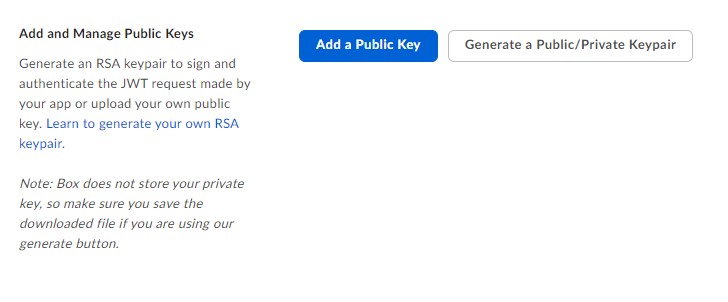 Add and Manage Public Keys
Add a Public Key
Generate a Public/Private Keypair
Generate an RSA keypair to sign and
authenticate the JWT request made by
your app or upload your own public
key. Learn to generate your own RSA
keypair.
Note: Box does not store your private
key, so make sure you save the
downloaded file if you are using our
generate button.